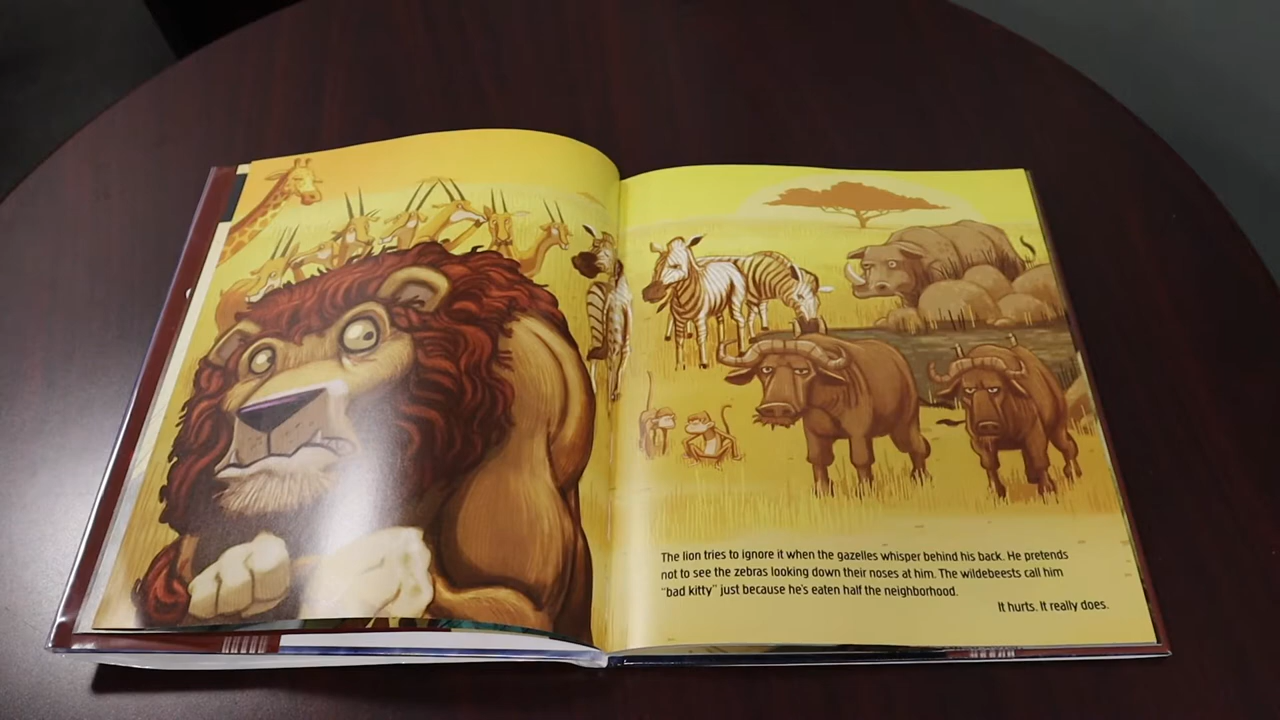 The lion tries to ignore it when the gazelles whisper behind his back. He pretends
not to see the zebras looking down their noses at him. The wildebeests call him
"bad kitty" just because he's eaten half the neighborhood.
It hurts. It really does.